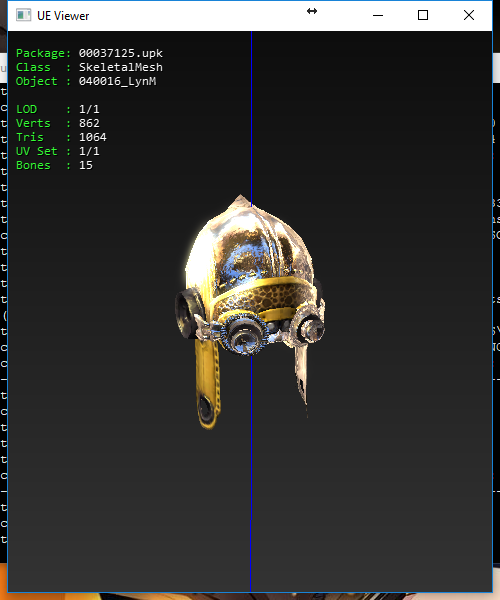 UE Viewer
Package: 00037125.upk
Class : SkeletalMesh
Object : 040016_LynM
LOD : 1/1
Verts : 862
Tris : 1064
UV Set : 1/1
Bones : 15